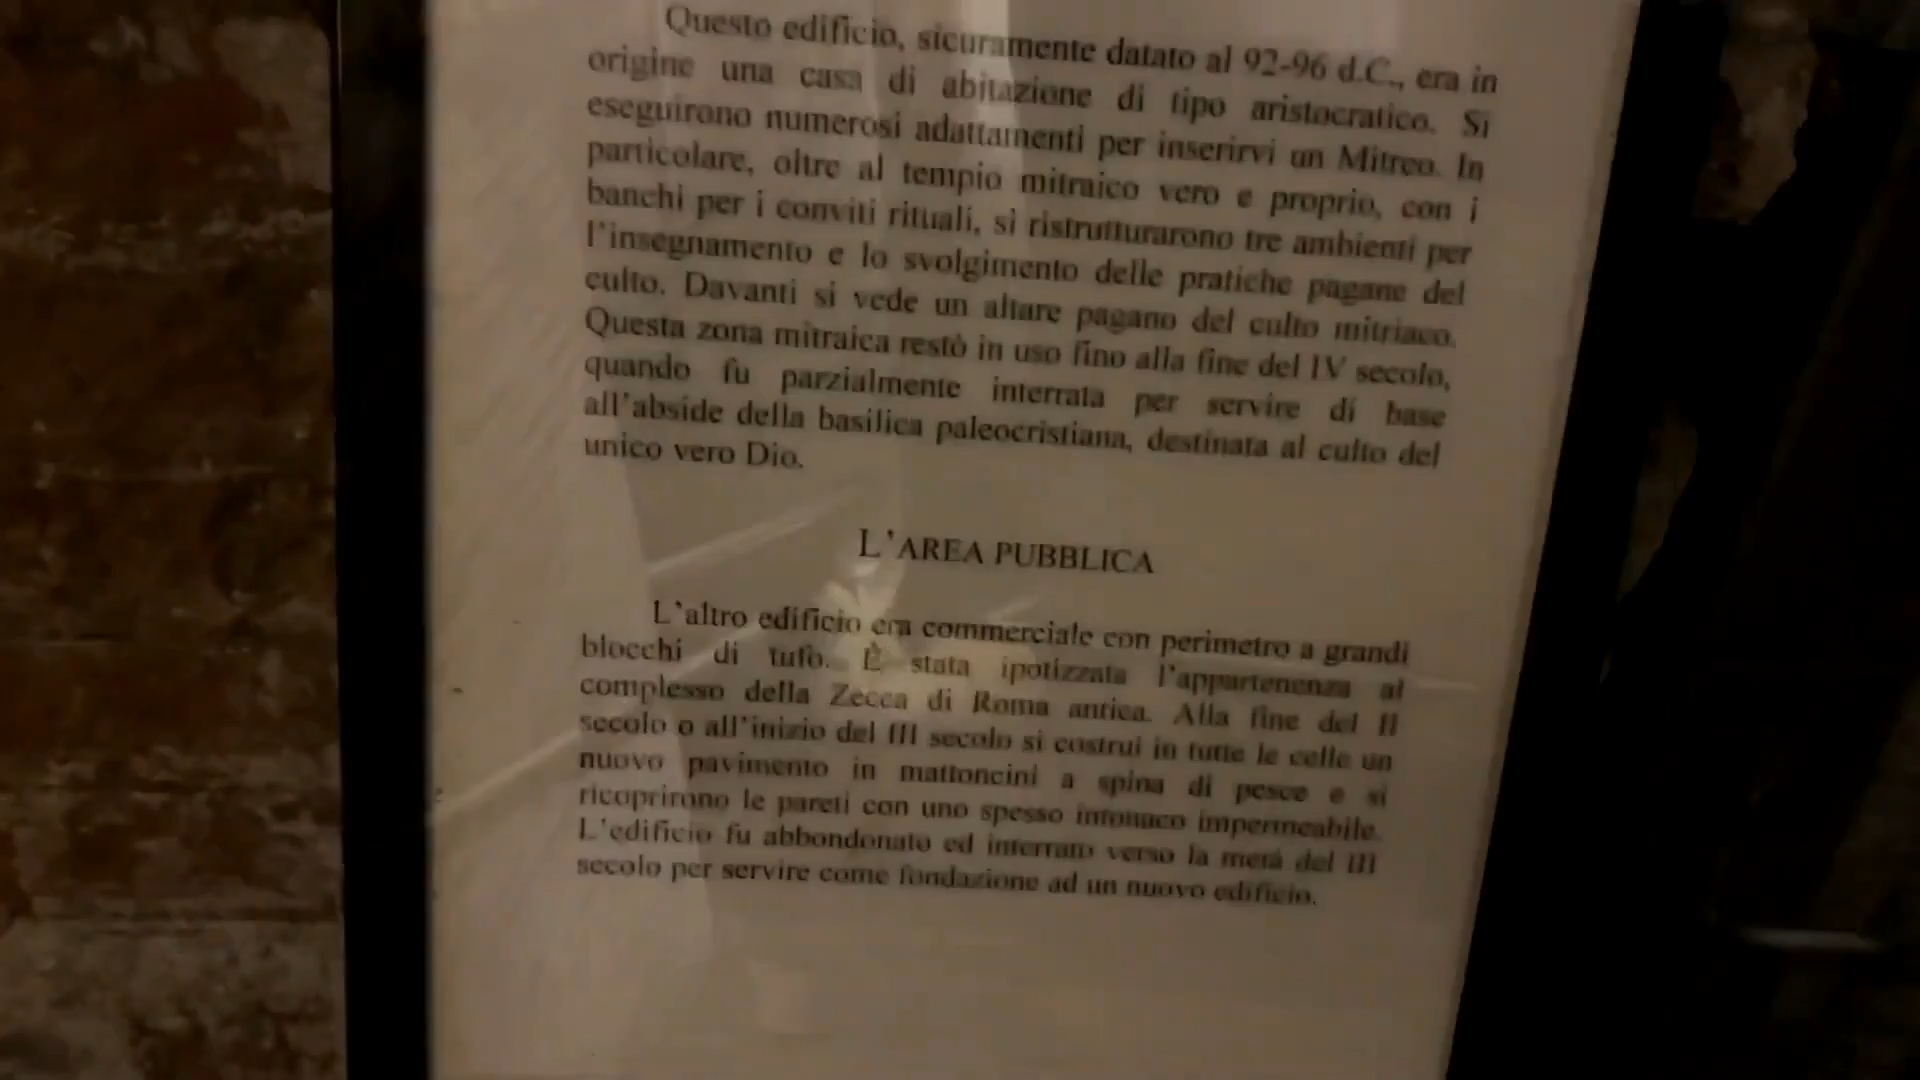 Questo edificio, sicuramente datato al 92-96 d.C., era in
origine una casa di abitazione di tipo aristocratico. Si
eseguirono numerosi adattamenti per inserirvi un Mitreo. In
particolare, oltre al tempio mitraico vero e proprio, con i
banchi per i conviti rituali, si ristrutturarono tre ambienti per
l'insegnamento e lo svolgimento delle pratiche pagane del
culto. Davanti si vede un altare pagano del culto mitriaco.
Questa zona mitraica restò in uso fino alla fine del IV secolo,
quando fu parzialmente interrata per servire di base
all'abside della basilica paleocristiana, destinata al culto del
unico vero Dio.
L'AREA PUBBLICA
L'altro edificio era commerciale con perimetro a grandi
blocchi di tufo. È stata ipotizzata l'appartenenza al
complesso della Zecca di Roma antica. Alla fine del II
secolo o all'inizio del III secolo si costruì in tutte le celle un
nuovo pavimento in mattoncini a spina di pesce e si
ricoprirono le pareti con uno spesso intonaco impermeabile.
L'edificio fu abbondonato ed interrato verso la metà del III
secolo per servire come fondazione ad un nuovo edificio.